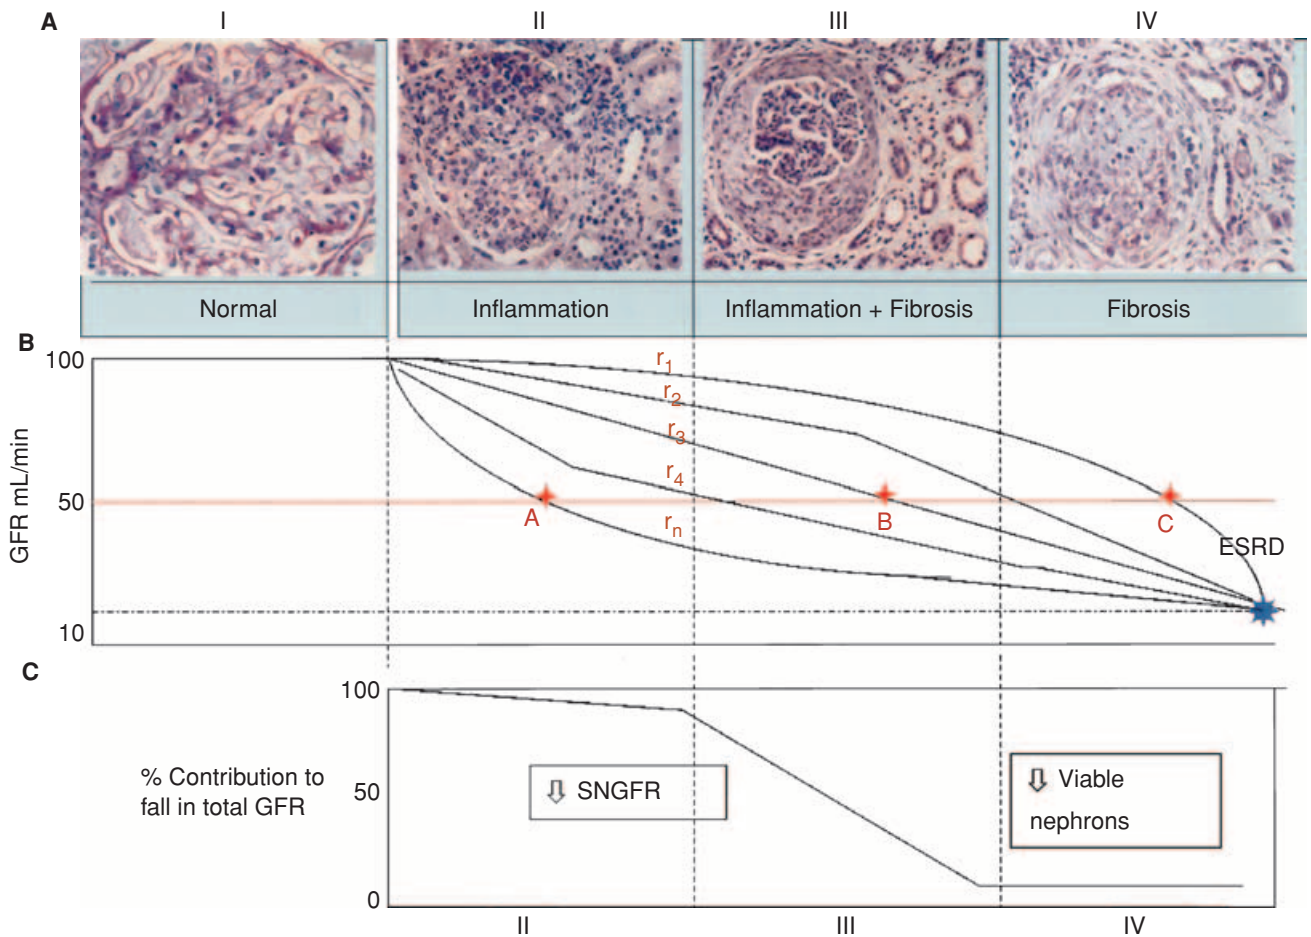 A
I
II
III
IV
Normal
Inflammation
Inflammation + Fibrosis
Fibrosis
B
100
50
10
GFR mL/min
r1
r2
r3
r4
rn
A
B
C
ESRD
C
100
50
0
% Contribution to
fall in total GFR
SNGFR
Viable
nephrons
II
III
IV